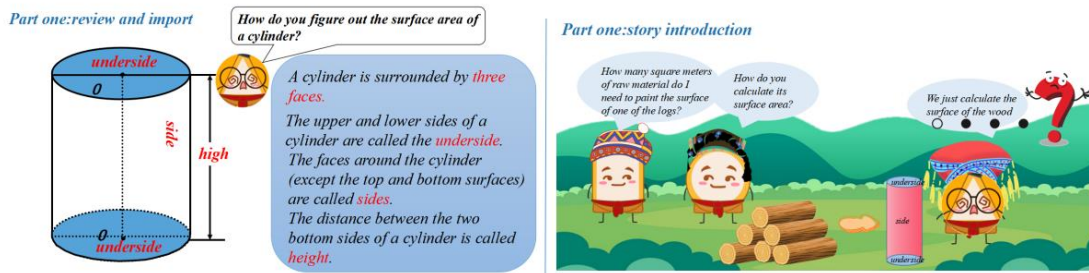 Part one:review and import
How do you figure out the surface area of
a cylinder?
underside
O
side
high
O
underside
A cylinder is surrounded by three
faces.
The upper and lower sides of a
cylinder are called the underside.
The faces around the cylinder
(except the top and bottom surfaces)
are called sides.
The distance between the two
bottom sides of a cylinder is called
height.
Part one:story introduction
How many square meters
of raw material do I
need to paint the surface
of one of the logs?
How do you
calculate its
surface area?
We just calculate the
surface of the wood
?
underside
side
underside